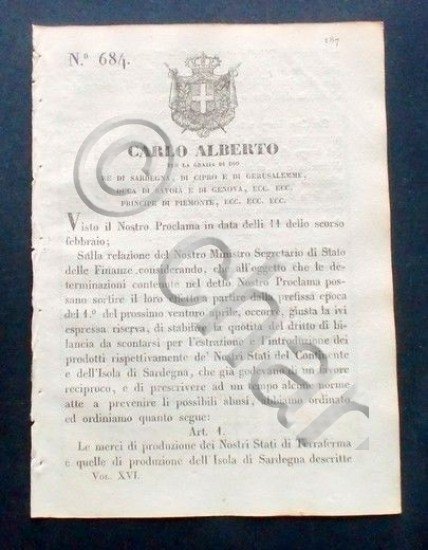 N.º 684.
CARLO ALBERTO
PER LA GRAZIA DI DIO
RE DI SARDEGNA, DI CIPRO E DI GERUSALEMME,
DUCA DI SAVOIA E DI GENOVA, ECC. ECC.
PRINCIPE DI PIEMONTE, ECC. ECC. ECC.
Visto il Nostro Proclama in data delli 11 dello scorso
febbraio;
Sulla relazione del Nostro Ministro Segretario di Stato
delle Finanze considerando, che all'oggetto che le de-
terminazioni contenute nel detto Nostro Proclama pos-
sano sortire il loro effetto a partire dalla prefissa epoca
del 1.º del prossimo venturo aprile, occorre, giusta la ivi
espressa riserva, di stabilire la quotità del dritto di bi-
lancia da scontarsi per l'estrazione e l'introduzione dei
prodotti rispettivamente de' Nostri Stati del Continente
e dell'Isola di Sardegna, che già godevano di un favore
reciproco, e di prescrivere ad un tempo alcune norme
atte a prevenire li possibili abusi, abbiamo ordinato
ed ordiniamo quanto segue:
Art. 1.
Le merci di produzione dei Nostri Stati di Terraferma
e quelle di produzione dell'Isola di Sardegna descritte
Vol. XVI.